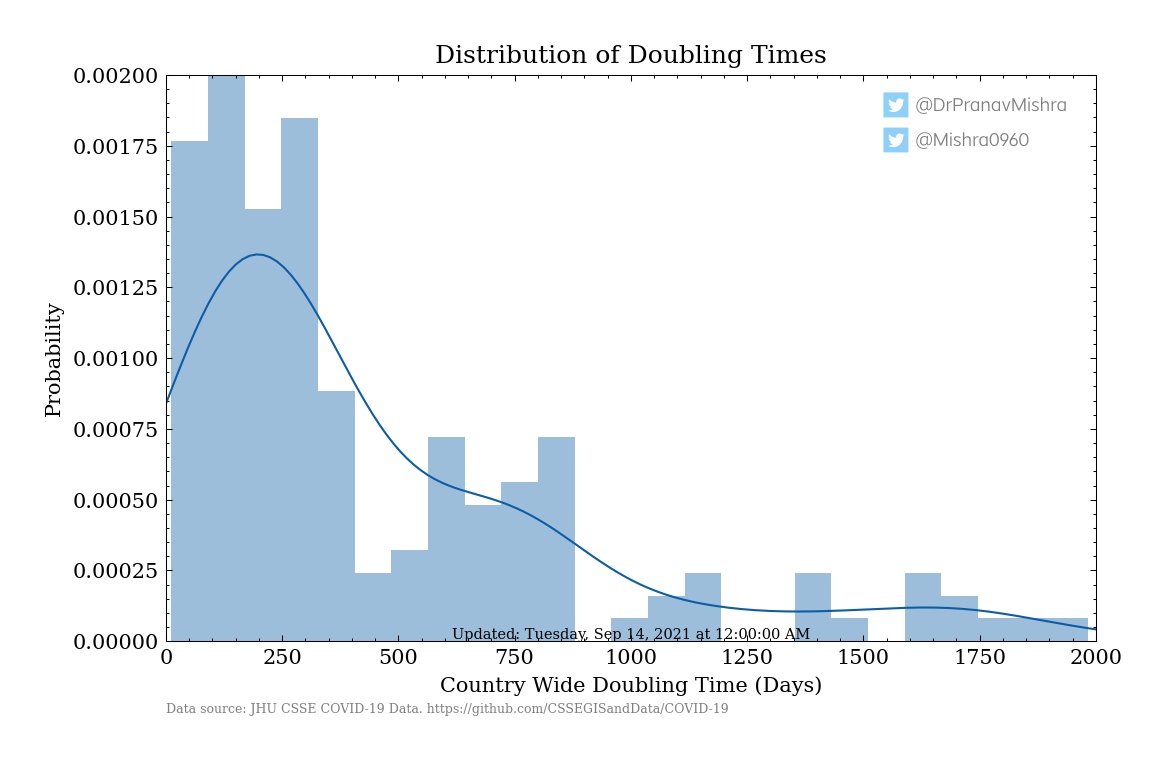 Distribution of Doubling Times
@DrPranavMishra
@Mishra0960
0.00200
0.00175
0.00150
0.00125
0.00100
0.00075
0.00050
0.00025
0.00000
Probability
Updated: Tuesday, Sep 14, 2021 at 12:00:00 AM
0 250 500 750 1000 1250 1500 1750 2000
Country Wide Doubling Time (Days)
Data source: JHU CSSE COVID-19 Data. https://github.com/CSSEGISandData/COVID-19